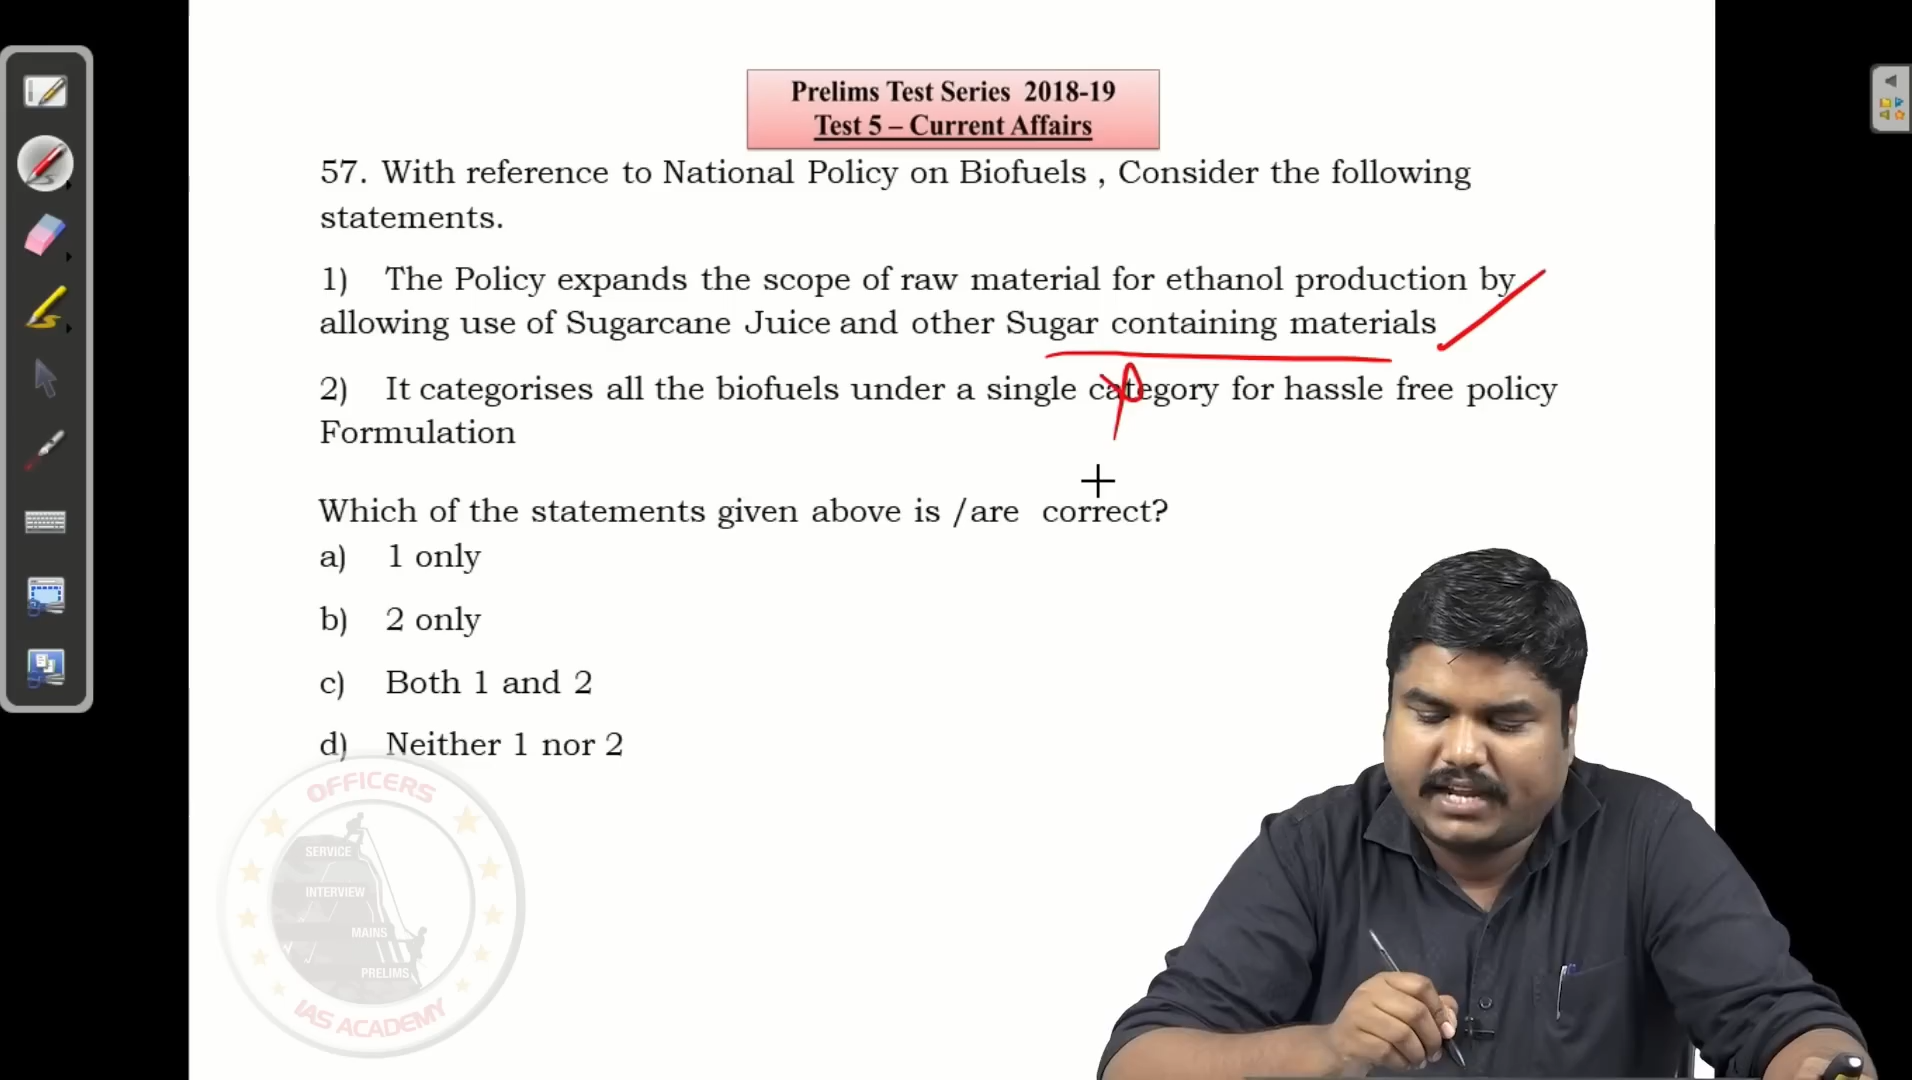 Prelims Test Series 2018-19
Test 5 – Current Affairs
57. With reference to National Policy on Biofuels , Consider the following
statements.
1) The Policy expands the scope of raw material for ethanol production by
allowing use of Sugarcane Juice and other Sugar containing materials
2) It categorises all the biofuels under a single category for hassle free policy
Formulation
Which of the statements given above is /are correct?
a) 1 only
b) 2 only
c) Both 1 and 2
d) Neither 1 nor 2
OFFICERS
SERVICE
INTERVIEW
MAINS
PRELIMS
IAS ACADEMY